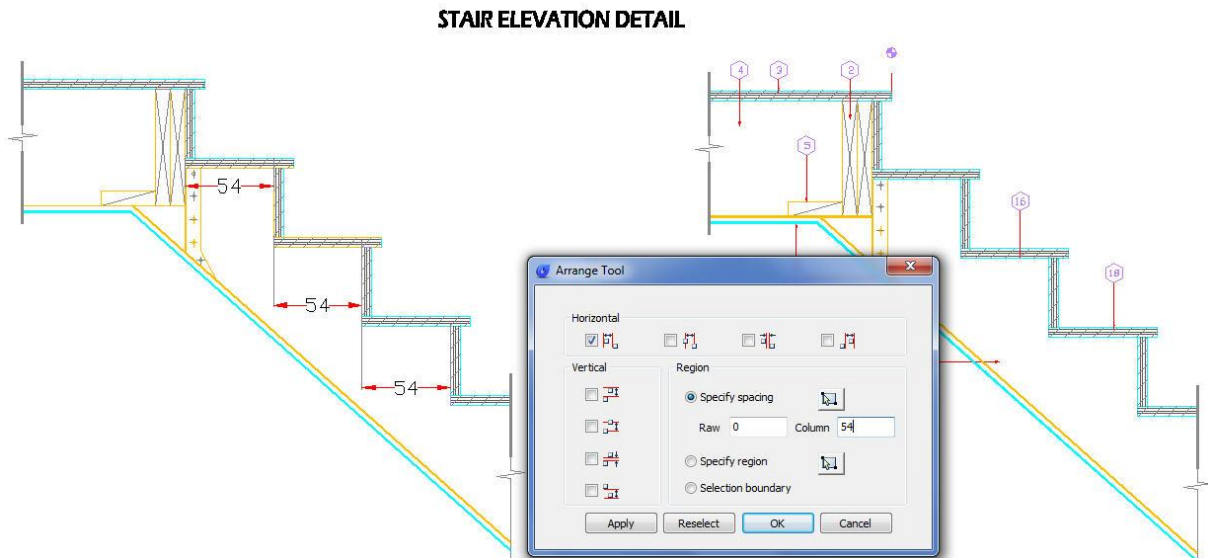 STAIR ELEVATION DETAIL
4
3
2
5
54
16
54
18
54
Arrange Tool
Horizontal
Vertical
Region
Specify spacing
Raw 0 Column 54
Specify region
Selection boundary
Apply Reselect OK Cancel